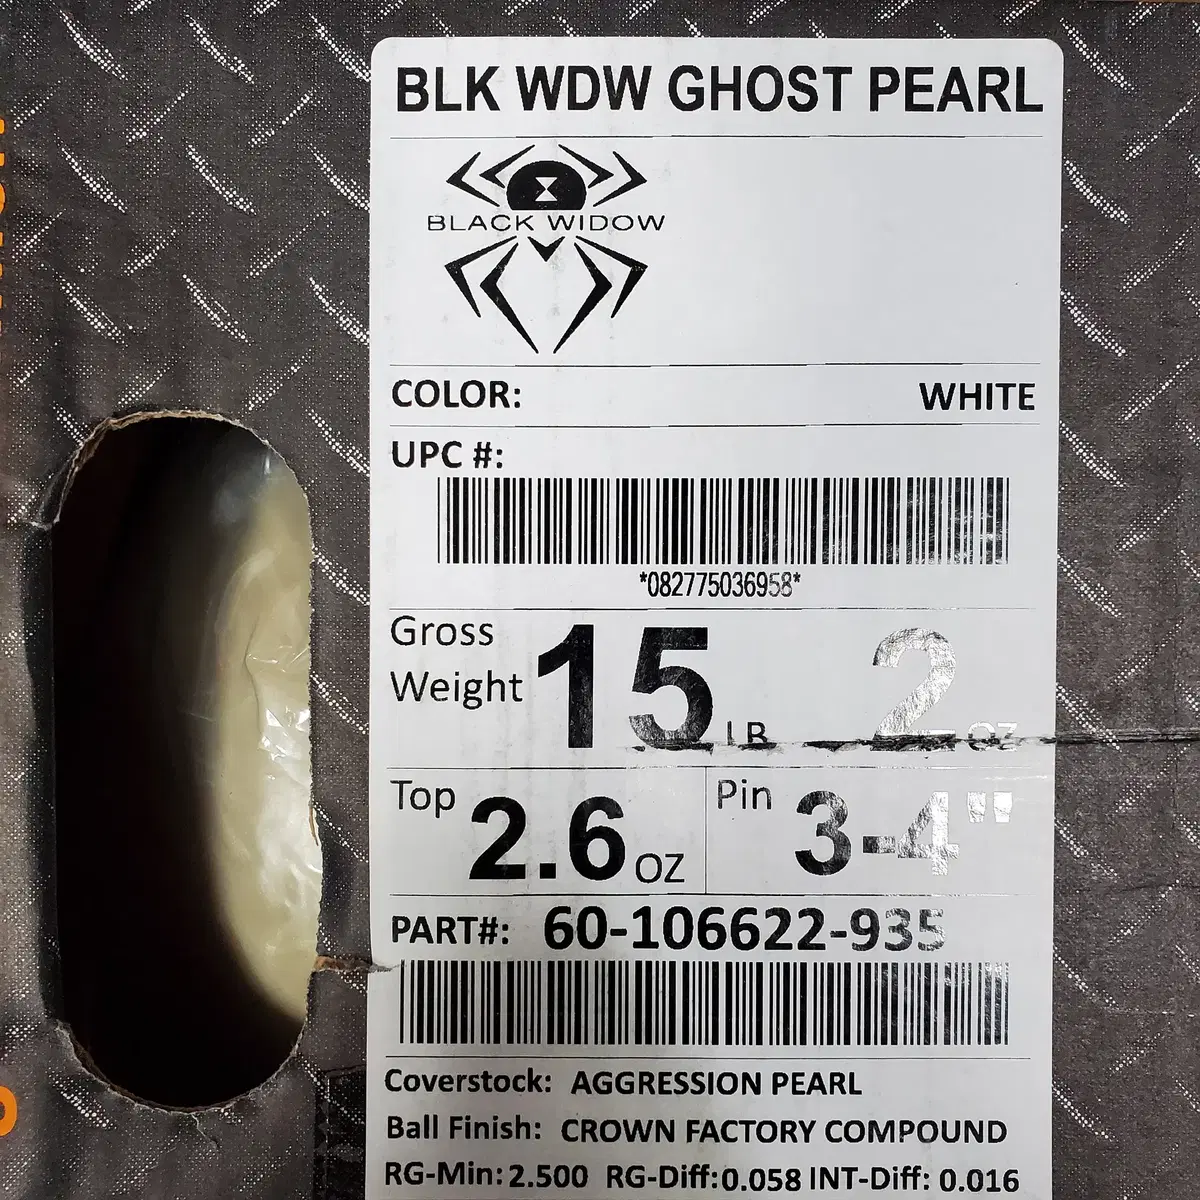 BLK WDW GHOST PEARL
BLACK WIDOW
COLOR: WHITE
UPC #:
*082775036958*
Gross Weight 15 LB 2 OZ
Top 2.6 OZ Pin 3-4"
PART#: 60-106622-935
Coverstock: AGGRESSION PEARL
Ball Finish: CROWN FACTORY COMPOUND
RG-Min: 2.500 RG-Diff: 0.058 INT-Diff: 0.016